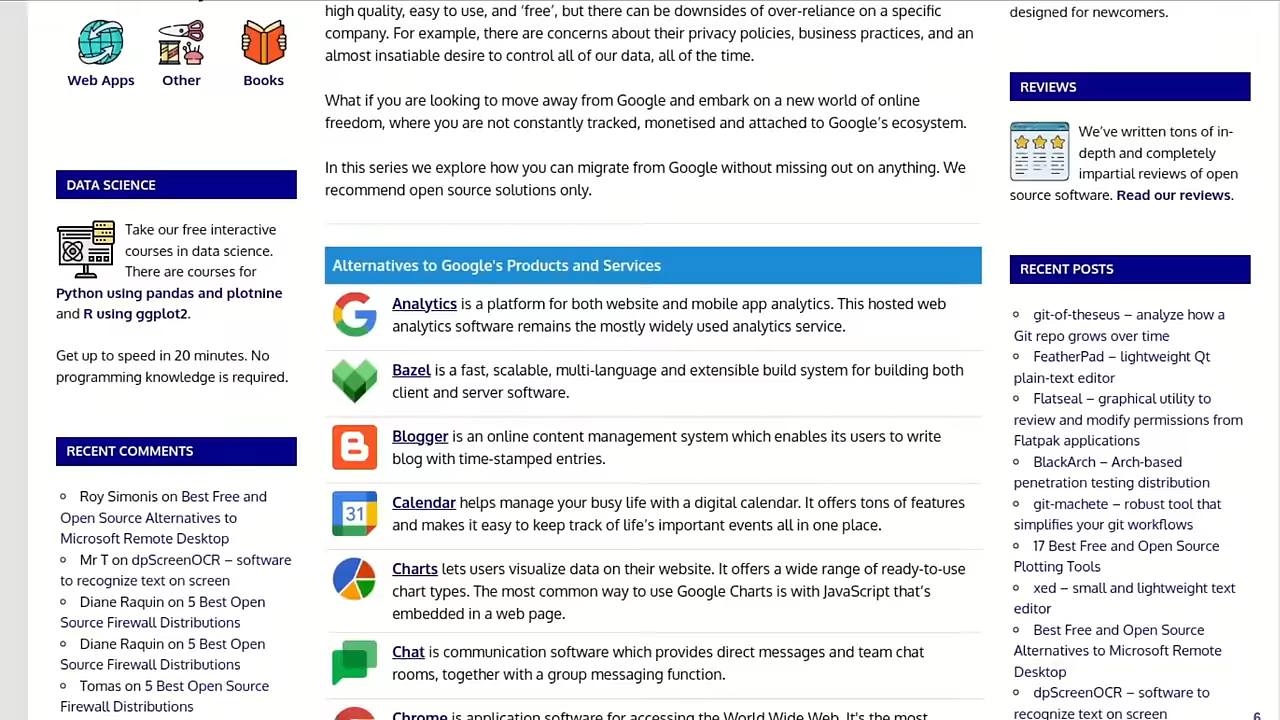 Web Apps
Other
Books
DATA SCIENCE
Take our free interactive
courses in data science.
There are courses for
Python using pandas and plotnine
and R using ggplot2.
Get up to speed in 20 minutes. No
programming knowledge is required.
RECENT COMMENTS
Roy Simonis on Best Free and
Open Source Alternatives to
Microsoft Remote Desktop
Mr T on dpScreenOCR – software
to recognize text on screen
Diane Raquin on 5 Best Open
Source Firewall Distributions
Diane Raquin on 5 Best Open
Source Firewall Distributions
Tomas on 5 Best Open Source
Firewall Distributions
high quality, easy to use, and ‘free’, but there can be downsides of over-reliance on a specific
company. For example, there are concerns about their privacy policies, business practices, and an
almost insatiable desire to control all of our data, all of the time.
What if you are looking to move away from Google and embark on a new world of online
freedom, where you are not constantly tracked, monetised and attached to Google’s ecosystem.
In this series we explore how you can migrate from Google without missing out on anything. We
recommend open source solutions only.
Alternatives to Google's Products and Services
Analytics is a platform for both website and mobile app analytics. This hosted web
analytics software remains the mostly widely used analytics service.
Bazel is a fast, scalable, multi-language and extensible build system for building both
client and server software.
Blogger is an online content management system which enables its users to write
blog with time-stamped entries.
31
Calendar helps manage your busy life with a digital calendar. It offers tons of features
and makes it easy to keep track of life’s important events all in one place.
Charts lets users visualize data on their website. It offers a wide range of ready-to-use
chart types. The most common way to use Google Charts is with JavaScript that’s
embedded in a web page.
Chat is communication software which provides direct messages and team chat
rooms, together with a group messaging function.
Chrome is application software for accessing the World Wide Web. It's the most
designed for newcomers.
REVIEWS
We’ve written tons of in-
depth and completely
impartial reviews of open
source software. Read our reviews.
RECENT POSTS
git-of-theseus – analyze how a
Git repo grows over time
FeatherPad – lightweight Qt
plain-text editor
Flatseal – graphical utility to
review and modify permissions from
Flatpak applications
BlackArch – Arch-based
penetration testing distribution
git-machete – robust tool that
simplifies your git workflows
17 Best Free and Open Source
Plotting Tools
xed – small and lightweight text
editor
Best Free and Open Source
Alternatives to Microsoft Remote
Desktop
dpScreenOCR – software to
recognize text on screen
6